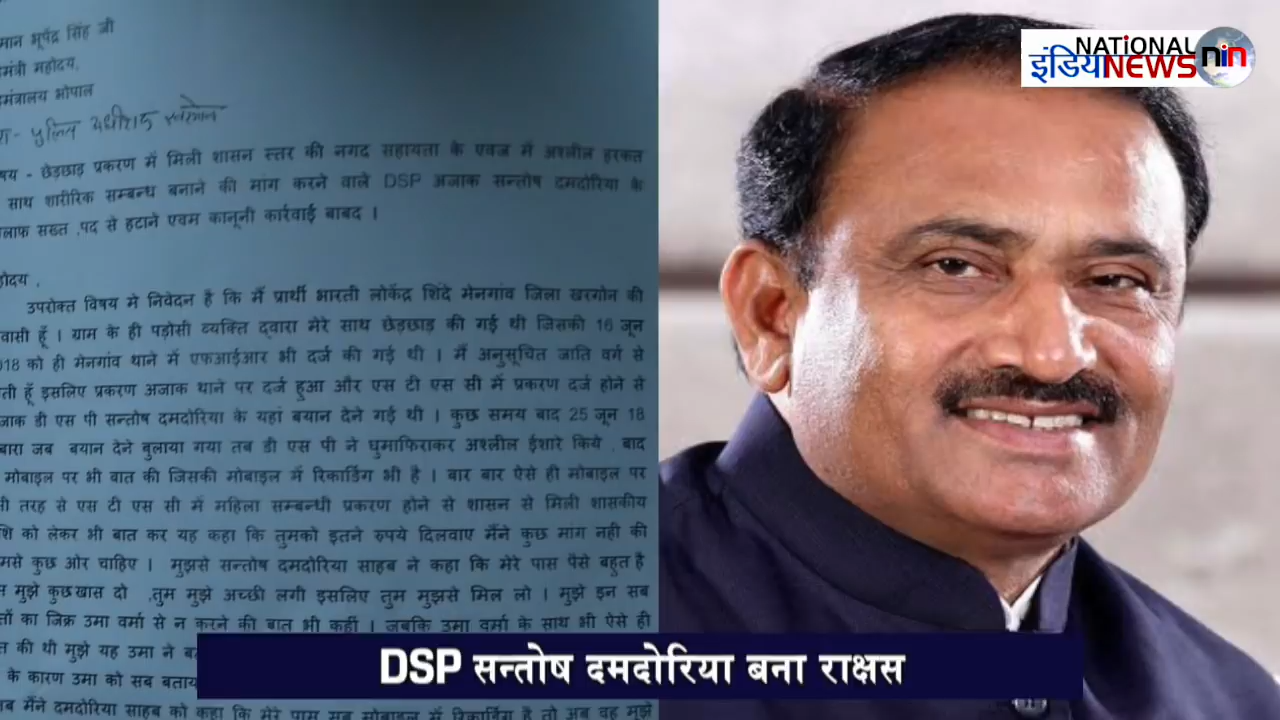 मान भूपेंद्र सिंह जी
मंत्री महोदय,
मंत्रालय भोपाल
पुलिस अधीक्षक खरगोन
षय - छेड़छाड़ प्रकरण में मिली शासन स्तर की नगद सहायता के एवज में अश्लील हरकत
साथ शारीरिक सम्बन्ध बनाने की मांग करने वाले DSP अजाक सन्तोष दमदोरिया के
लाफ सख्त ,पद से हटाने एवम कानूनी कार्रवाई बाबद ।
होदय ,
उपरोक्त विषय मे निवेदन है कि मैं प्रार्थी भारती लोकेंद्र शिंदे मेनगांव जिला खरगोन की
वासी हूँ । ग्राम के ही पड़ोसी व्यक्ति द्वारा मेरे साथ छेड़छाड़ की गई थी जिसकी 16 जून
018 को ही मेनगांव थाने में एफआईआर भी दर्ज की गई थी । मैं अनुसूचित जाति वर्ग से
ती हूँ इसलिए प्रकरण अजाक थाने पर दर्ज हुआ और एस टी एस सी में प्रकरण दर्ज होने से
जाक डी एस पी सन्तोष दमदोरिया के यहां बयान देने गई थी । कुछ समय बाद 25 जून 18
बारा जब बयान देने बुलाया गया तब डी एस पी ने घुमाफिराकर अश्लील ईशारे किये , बाद
मोबाइल पर भी बात की जिसकी मोबाइल में रिकार्डिंग भी है । बार बार ऐसे ही मोबाइल पर
ी तरह से एस टी एस सी में महिला सम्बन्धी प्रकरण होने से शासन से मिली शासकीय
शि को लेकर भी बात कर यह कहा कि तुमको इतने रुपये दिलवाए मैंने कुछ मांग नही की
मसे कुछ ओर चाहिए । मुझसे सन्तोष दमदोरिया साहब ने कहा कि मेरे पास पैसे बहुत है
म मुझे कुछ खास दो ,तुम मुझे अच्छी लगी इसलिए तुम मुझसे मिल लो । मुझे इन सब
तों का जिक्र उमा वर्मा से न करने की बात भी कहीं । जबकि उमा वर्मा के साथ भी ऐसे ही
त की थी मुझे यह उमा ने
के कारण उमा को सब बताय
ब मैंने दमदोरिया साहब को कहा कि मेरे पास सब मोबाइल में रिकार्डिंग है तो अब वह मुझे
NATIONAL
इंडिया NEWS
nin
DSP सन्तोष दमदोरिया बना राक्षस